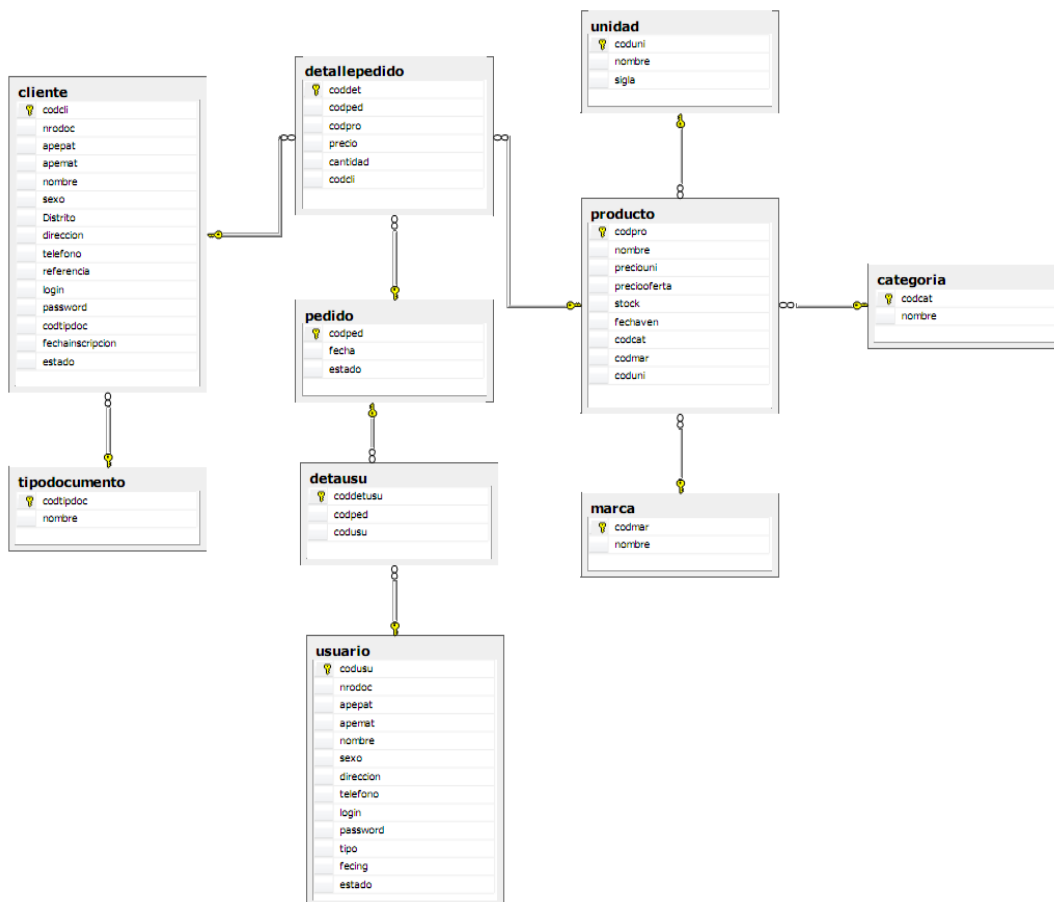 cliente
codcli
nrodoc
apepat
apemat
nombre
sexo
Distrito
direccion
telefono
referencia
login
password
codtipdoc
fechainscripcion
estado
tipodocumento
codtipdoc
nombre
detallepedido
coddet
codped
codpro
precio
cantidad
codcli
pedido
codped
fecha
estado
detausu
coddetusu
codped
codusu
usuario
codusu
nrodoc
apepat
apemat
nombre
sexo
direccion
telefono
login
password
tipo
fecing
estado
unidad
coduni
nombre
sigla
producto
codpro
nombre
preciouni
preciooferta
stock
fechaven
codcat
codmar
coduni
marca
codmar
nombre
categoria
codcat
nombre